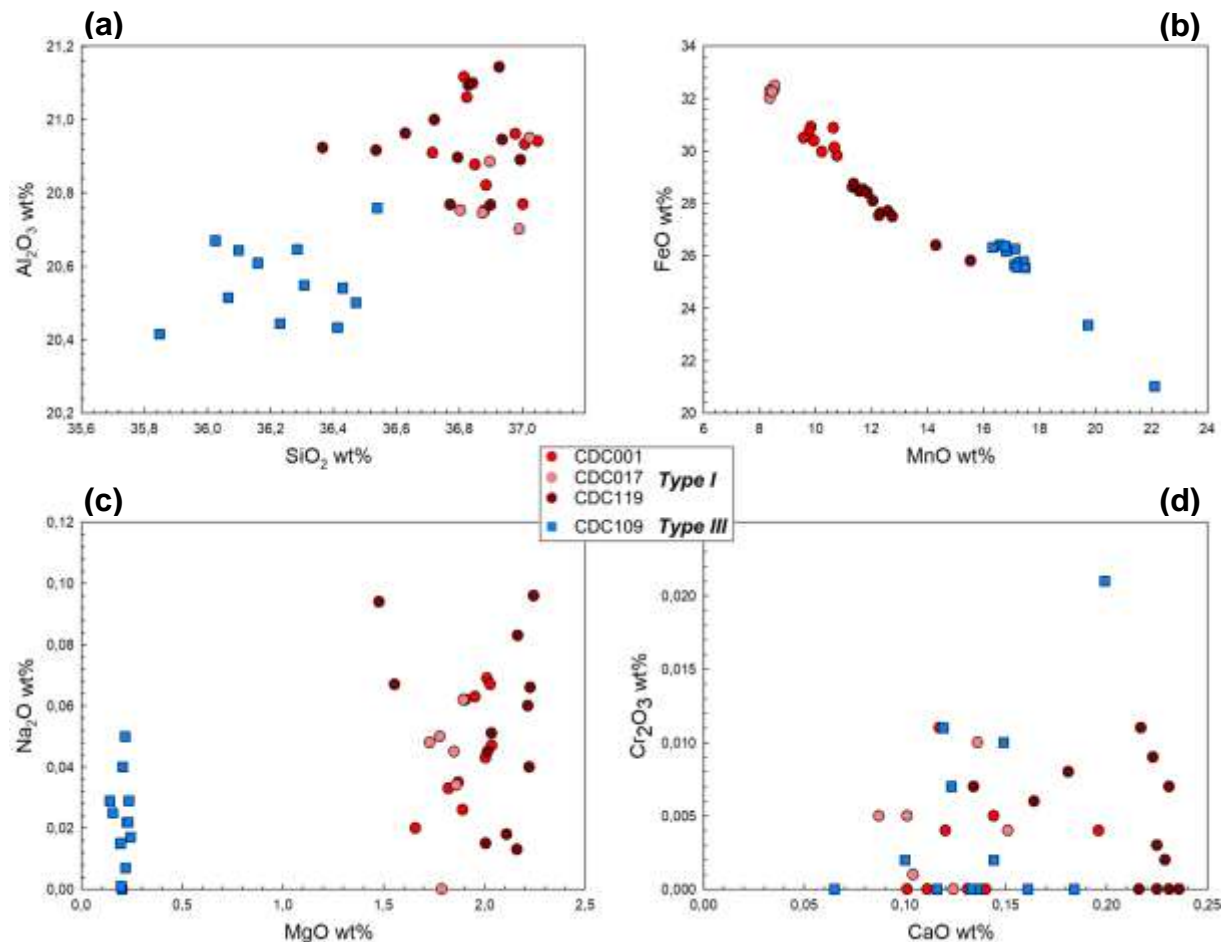 (a)
21,2
21,0
20,8
20,6
20,4
20,2
Al₂O₃ wt%
35,6 35,8 36,0 36,2 36,4 36,6 36,8 37,0
SiO₂ wt%
(b)
34
32
30
28
26
24
22
20
FeO wt%
6 8 10 12 14 16 18 20 22 24
MnO wt%
CDC001
CDC017 Type I
CDC119
CDC109 Type III
(c)
0,12
0,10
0,08
0,06
0,04
0,02
0,00
Na₂O wt%
0,0 0,5 1,0 1,5 2,0 2,5
MgO wt%
(d)
0,020
0,015
0,010
0,005
0,000
Cr₂O₃ wt%
0,00 0,05 0,10 0,15 0,20 0,25
CaO wt%